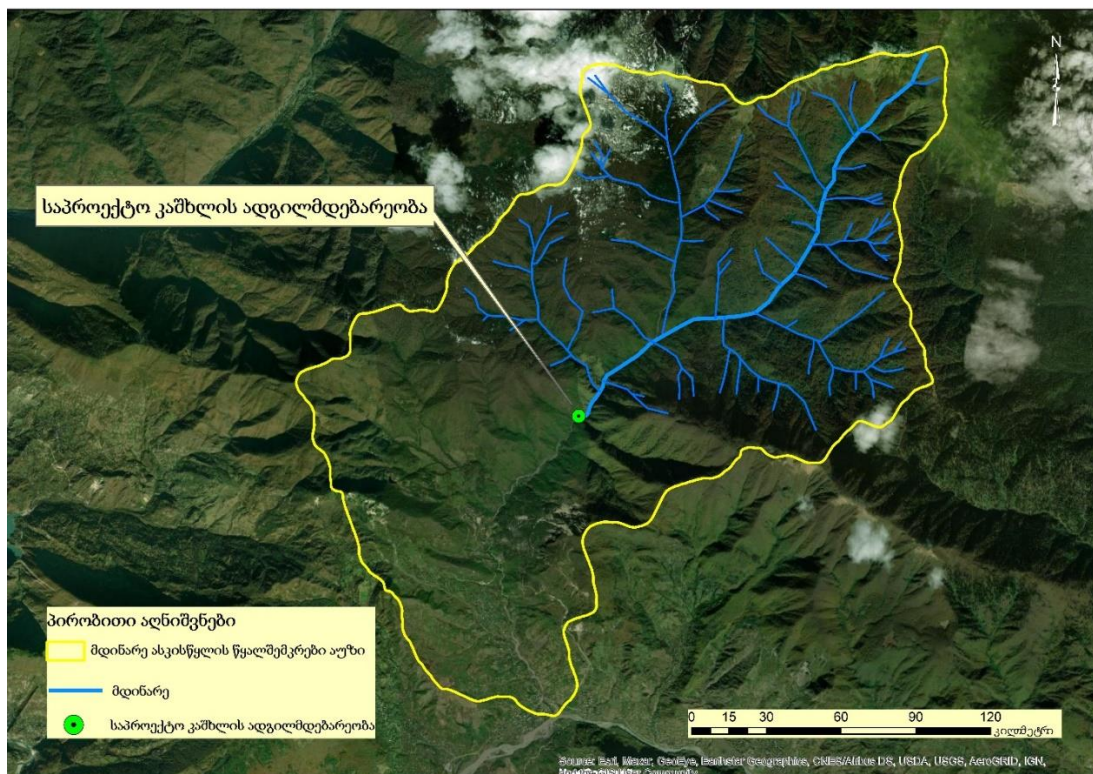 N
საპროექტო კაშხლის ადგილმდებარეობა
პირობითი აღნიშვნები
მდინარე ასკისწყლის წყალშემკრები აუზი
მდინარე
საპროექტო კაშხლის ადგილმდებარეობა
0 15 30 60 90 120
კილომეტრი
Source: Esri, Maxar, GeoEye, Earthstar Geographics, CNES/Airbus DS, USDA, USGS, AeroGRID, IGN,
Community